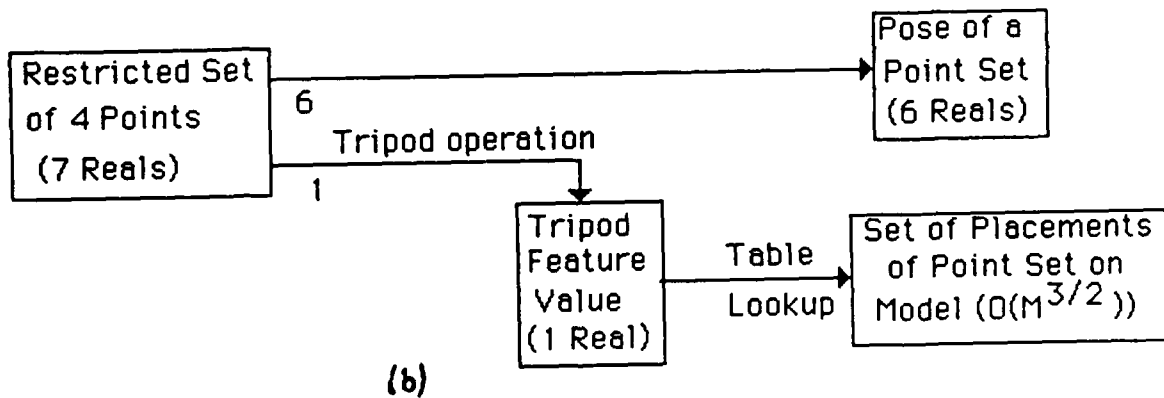 Restricted Set
of 4 Points
(7 Reals)
6
Pose of a
Point Set
(6 Reals)
Tripod operation
1
Tripod
Feature
Value
(1 Real)
Table
Lookup
Set of Placements
of Point Set on
Model (O(M^3/2))
(b)